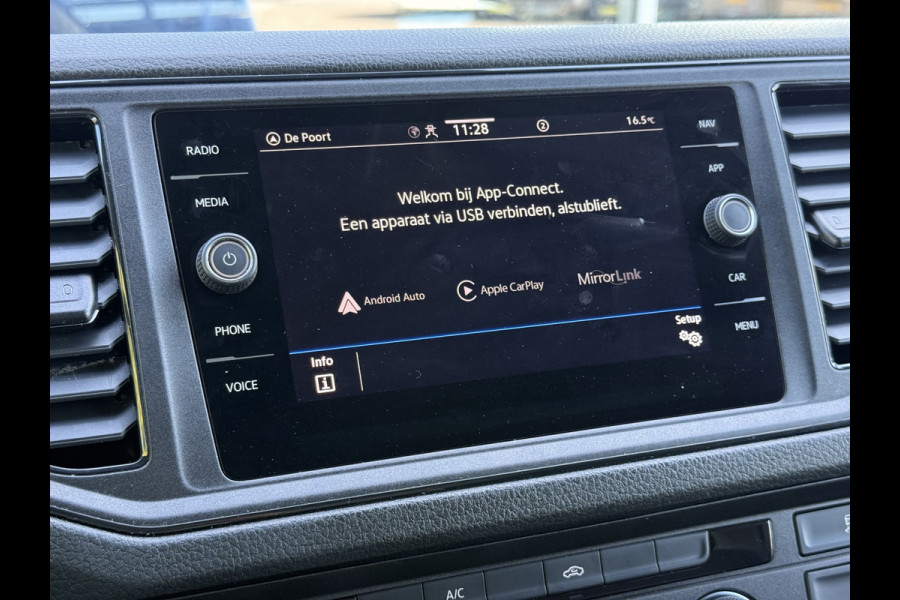 De Poort
11:28
2
16.5°C
Welkom bij App-Connect.
Een apparaat via USB verbinden, alstublieft.
Android Auto
Apple CarPlay
MirrorLink
Info
i
Setup
RADIO
MEDIA
PHONE
VOICE
NAV
APP
CAR
MENU
A/C